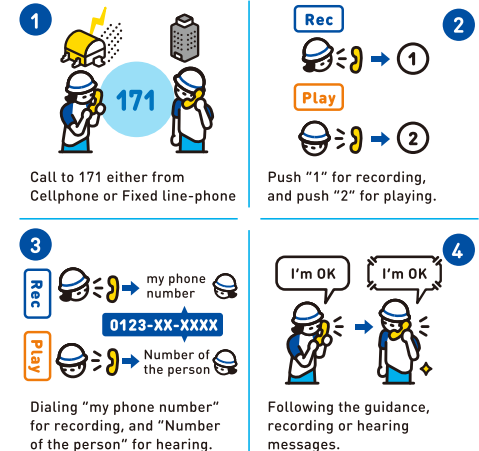 1
171
Call to 171 either from
Cellphone or Fixed line-phone
2
Rec
1
Play
2
Push "1" for recording,
and push "2" for playing.
3
Rec
my phone
number
0123-XX-XXXX
Play
Number of
the person
Dialing "my phone number"
for recording, and "Number
of the person" for hearing.
4
I'm OK
I'm OK
Following the guidance,
recording or hearing
messages.